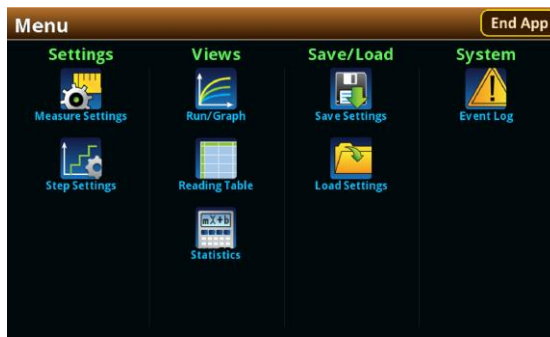 Menu
End App
Settings
Views
Save/Load
System
Measure Settings
Run/Graph
Save Settings
Event Log
Step Settings
Reading Table
Load Settings
mX+b
Statistics